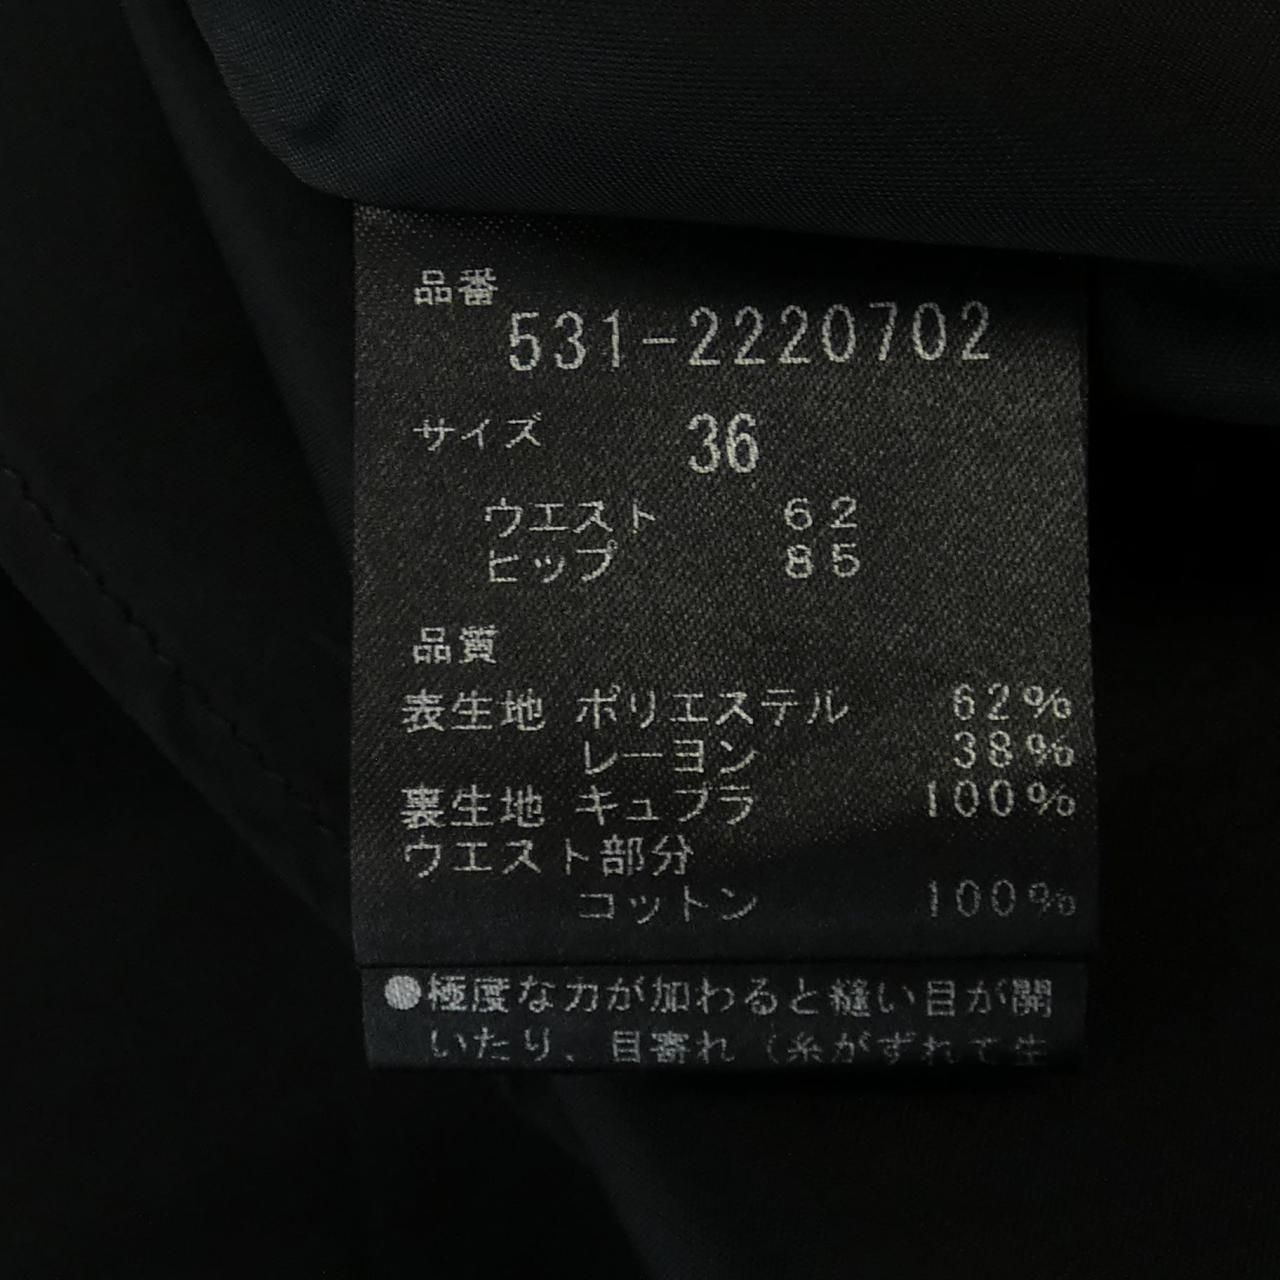 品番
531-2220702
サイズ 36
ウエスト 62
ヒップ 85
品質
表生地 ポリエステル 62%
レーヨン 38%
裏生地 キュプラ 100%
ウエスト部分
コットン 100%
●極度な力が加わると縫い目が開
いたり、目寄れ（糸がずれて生